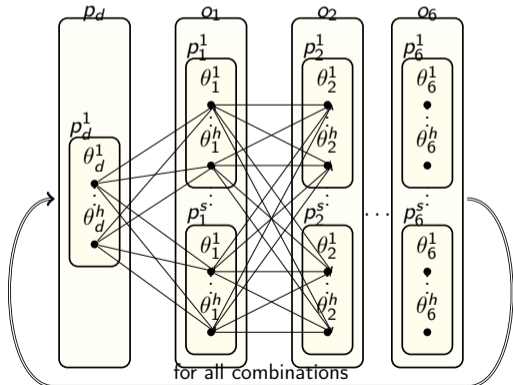 p_d o_1 o_2 o_6
p_1^1 p_2^1 p_6^1
θ_1^1 θ_2^1 θ_6^1
p_d^1
θ_1^h θ_2^h θ_6^h
θ_d^1
θ_d^h
p_1^s p_2^s ... p_6^s
θ_1^1 θ_2^1 θ_6^1
θ_1^h θ_2^h θ_6^h
for all combinations